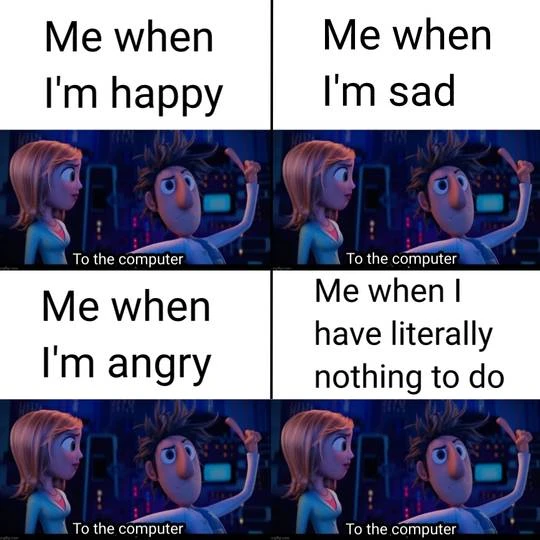 Me when
I'm happy
To the computer
Me when
I'm sad
To the computer
Me when
I'm angry
To the computer
Me when I
have literally
nothing to do
To the computer